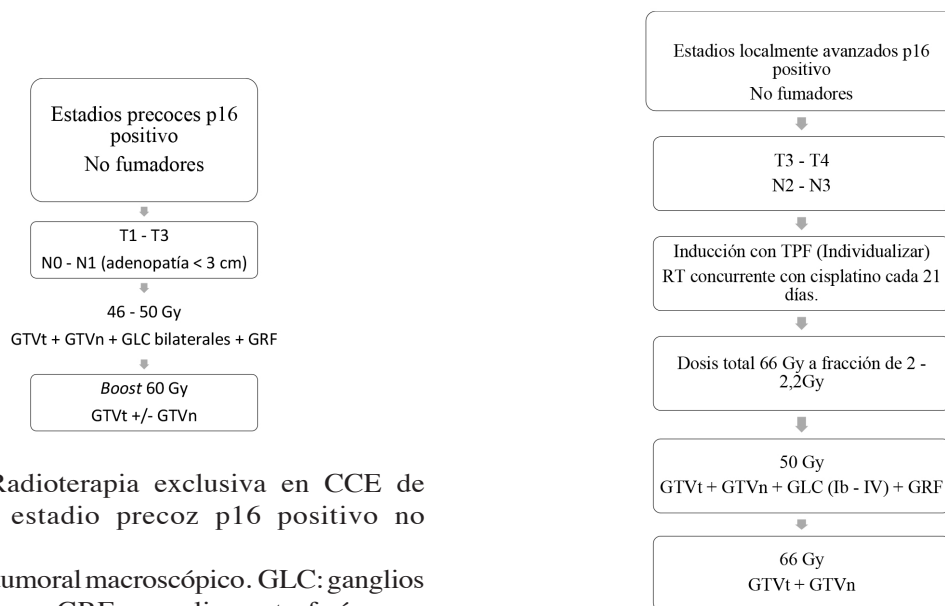 Estadios precoces p16
positivo
No fumadores
T1 - T3
N0 - N1 (adenopatía < 3 cm)
46 - 50 Gy
GTVt + GTVn + GLC bilaterales + GRF
Boost 60 Gy
GTVt +/- GTVn
Radioterapia exclusiva en CCE de
estadio precoz p16 positivo no
tumoral macroscópico. GLC: ganglios
GRF:
Estadios localmente avanzados p16
positivo
No fumadores
T3 - T4
N2 - N3
Inducción con TPF (Individualizar)
RT concurrente con cisplatino cada 21
días.
Dosis total 66 Gy a fracción de 2 -
2,2Gy
50 Gy
GTVt + GTVn + GLC (Ib - IV) + GRF
66 Gy
GTVt + GTVn